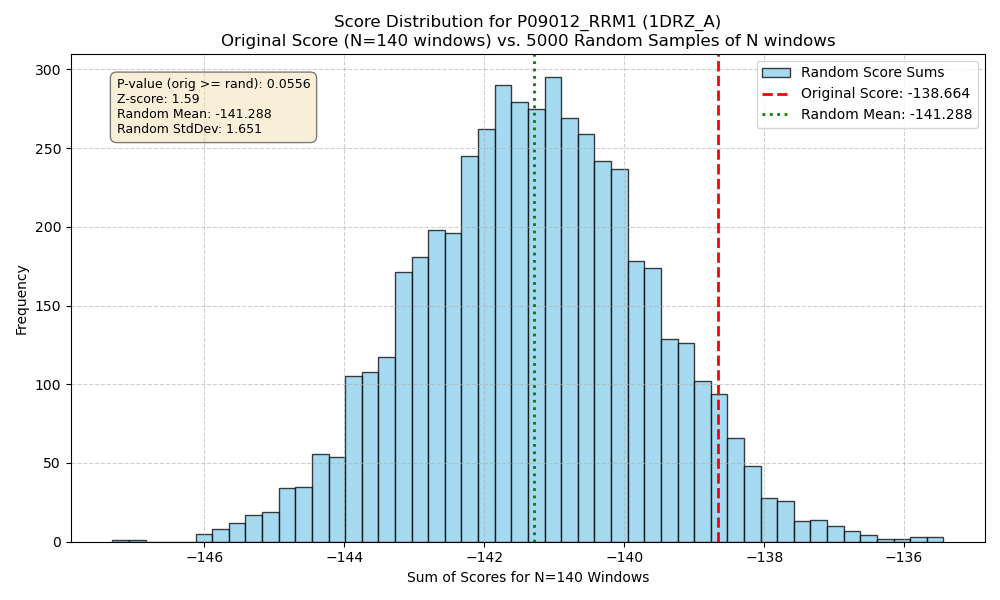 Score Distribution for P09012_RRM1 (1DRZ_A)
Original Score (N=140 windows) vs. 5000 Random Samples of N windows
P-value (orig >= rand): 0.0556
Z-score: 1.59
Random Mean: -141.288
Random StdDev: 1.651
Random Score Sums
Original Score: -138.664
Random Mean: -141.288
Frequency
300
250
200
150
100
50
0
−146
−144
−142
−140
−138
−136
Sum of Scores for N=140 Windows